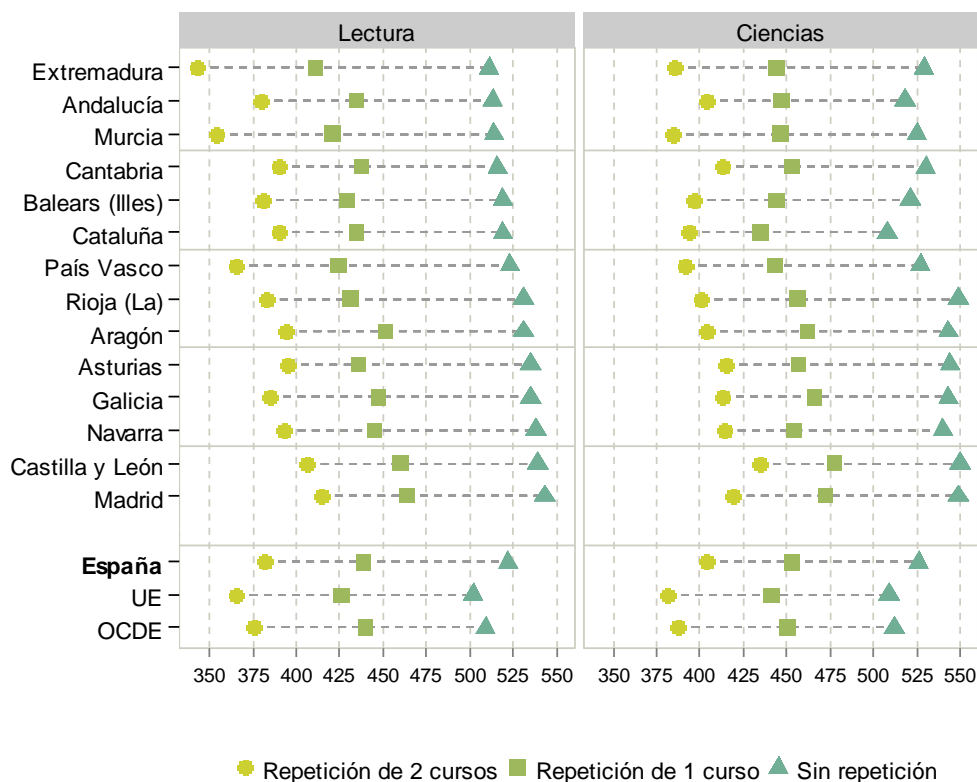 Lectura Ciencias
Extremadura
Andalucía
Murcia
Cantabria
Balears (Illes)
Cataluña
País Vasco
Rioja (La)
Aragón
Asturias
Galicia
Navarra
Castilla y León
Madrid
España
UE
OCDE
350 375 400 425 450 475 500 525 550 350 375 400 425 450 475 500 525 550
Repetición de 2 cursos Repetición de 1 curso Sin repetición